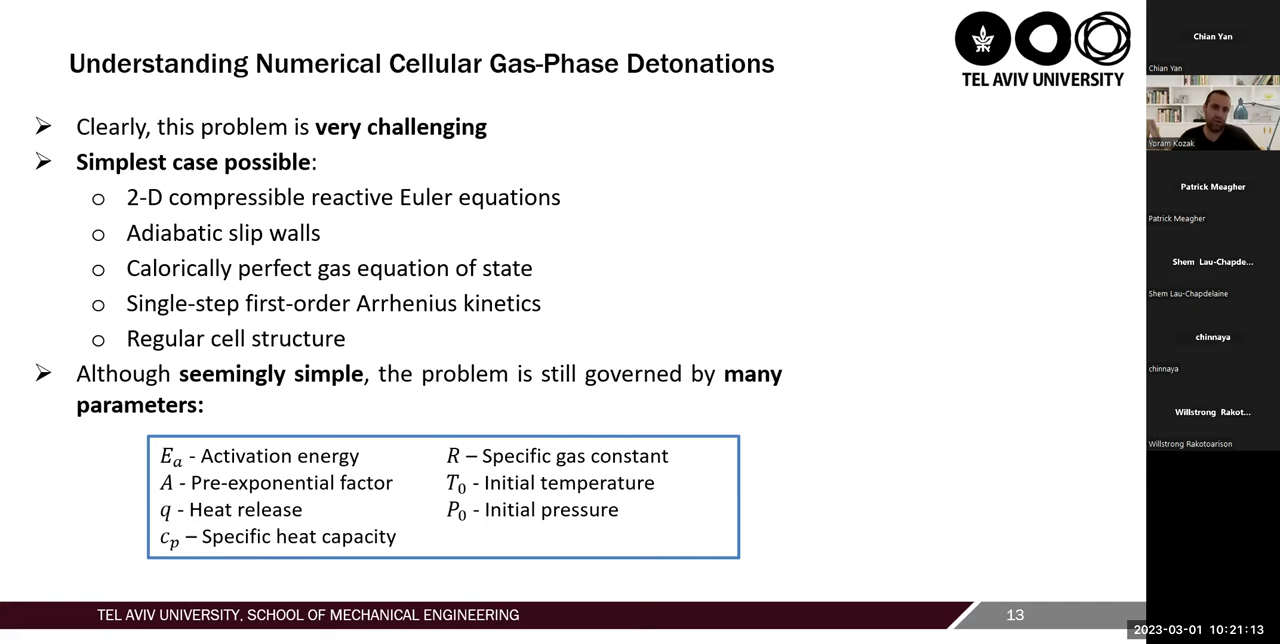 Understanding Numerical Cellular Gas-Phase Detonations
TEL AVIV UNIVERSITY
➢ Clearly, this problem is very challenging
➢ Simplest case possible:
o 2-D compressible reactive Euler equations
o Adiabatic slip walls
o Calorically perfect gas equation of state
o Single-step first-order Arrhenius kinetics
o Regular cell structure
➢ Although seemingly simple, the problem is still governed by many
parameters:
E_a - Activation energy
A - Pre-exponential factor
q - Heat release
c_p – Specific heat capacity
R – Specific gas constant
T_0 - Initial temperature
P_0 - Initial pressure
TEL AVIV UNIVERSITY, SCHOOL OF MECHANICAL ENGINEERING
13
Chian Yan
Chian Yan
Yoram Kozak
Patrick Meagher
Patrick Meagher
Shem Lau-Chapde...
Shem Lau-Chapdelaine
chinnaya
chinnaya
Willstrong Rakot...
Willstrong Rakotoarison
2023-03-01 10:21:13